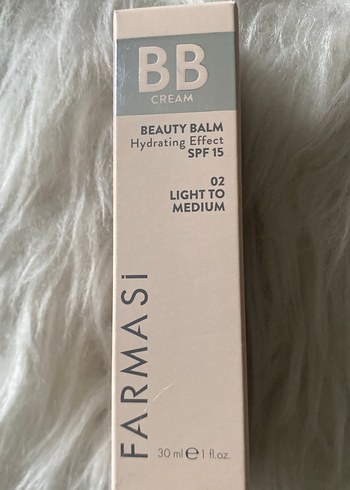 BB
CREAM
BEAUTY BALM
Hydrating Effect
SPF 15
02
LIGHT TO
MEDIUM
FARMASi
30 ml ℮ 1 fl.oz.